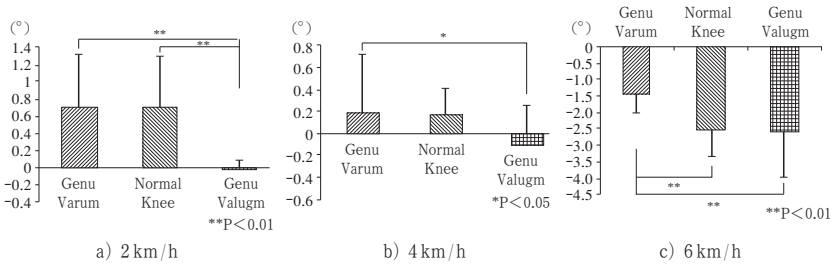 (°)
1.4
1.2
1
0.8
0.6
0.4
0.2
0
−0.2
−0.4
**
**
Genu
Varum
Normal
Knee
Genu
Valugm
**P＜0.01
a) 2 km/h
(°)
0.8
0.6
0.4
0.2
0
−0.2
−0.4
−0.6
*
Genu
Varum
Normal
Knee
Genu
Valugm
*P＜0.05
b) 4 km/h
(°)
Genu
Varum
Normal
Knee
Genu
Valugm
0
−0.5
−1.0
−1.5
−2.0
−2.5
−3.0
−3.5
−4.0
−4.5
**
**
**P＜0.01
c) 6 km/h